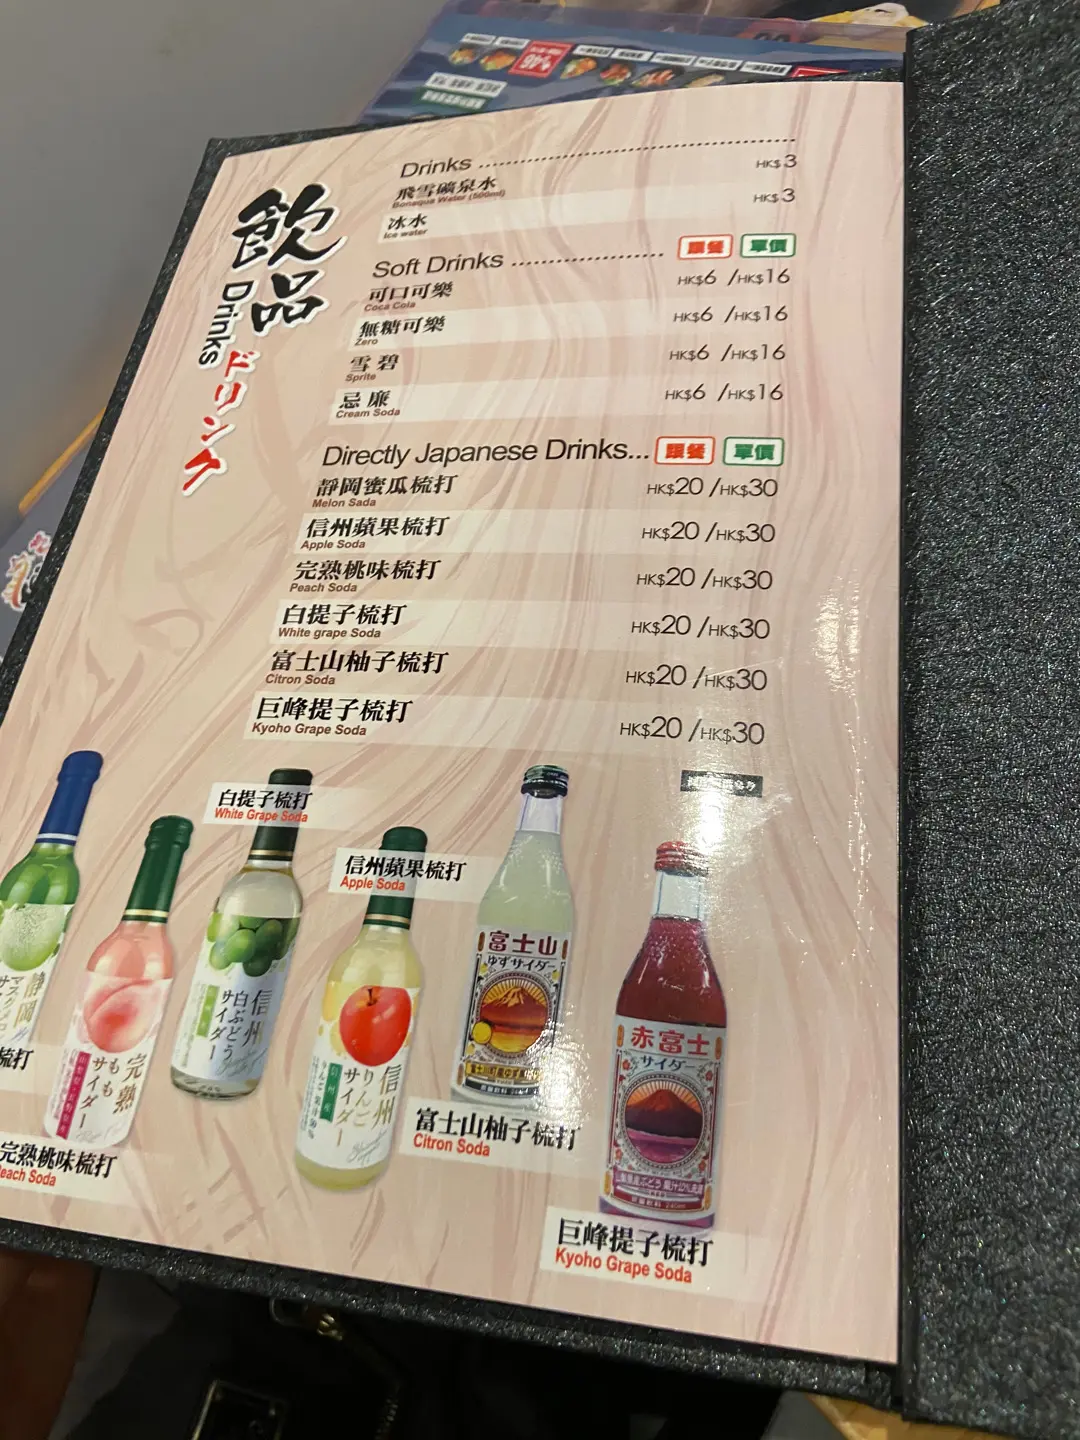 飲品
Drinks
ドリンク
Drinks
飛雪礦泉水 HK$3
Bonaqua Water (500ml)
冰水 HK$3
Ice water
Soft Drinks 跟餐 單價
可口可樂 HK$6 /HK$16
Coca Cola
無糖可樂 HK$6 /HK$16
Zero
雪碧 HK$6 /HK$16
Sprite
忌廉 HK$6 /HK$16
Cream Soda
Directly Japanese Drinks... 跟餐 單價
靜岡蜜瓜梳打 HK$20 /HK$30
Melon Sada
信州蘋果梳打 HK$20 /HK$30
Apple Soda
完熟桃味梳打 HK$20 /HK$30
Peach Soda
白提子梳打 HK$20 /HK$30
White grape Soda
富士山柚子梳打 HK$20 /HK$30
Citron Soda
巨峰提子梳打 HK$20 /HK$30
Kyoho Grape Soda
白提子梳打
White Grape Soda
信州蘋果梳打
Apple Soda
富士山
ゆずサイダー
赤富士
サイダー
静岡
完熟
もも
サイダー
信州
白ぶどう
サイダー
信州
りんご
サイダー
梳打
完熟桃味梳打
Peach Soda
富士山柚子梳打
Citron Soda
巨峰提子梳打
Kyoho Grape Soda